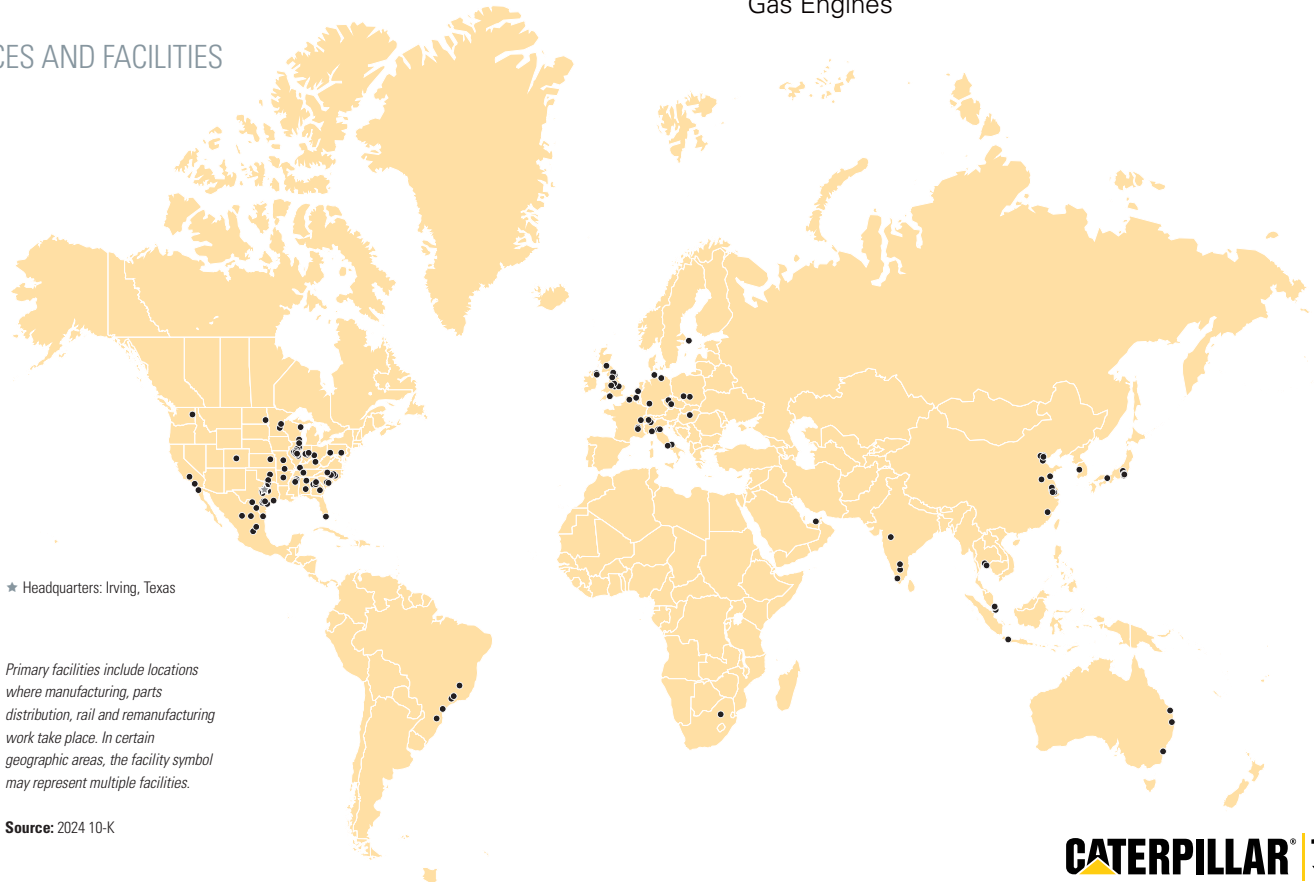 Gas Engines
CES AND FACILITIES
★ Headquarters: Irving, Texas
Primary facilities include locations
where manufacturing, parts
distribution, rail and remanufacturing
work take place. In certain
geographic areas, the facility symbol
may represent multiple facilities.
Source: 2024 10-K
CATERPILLAR®